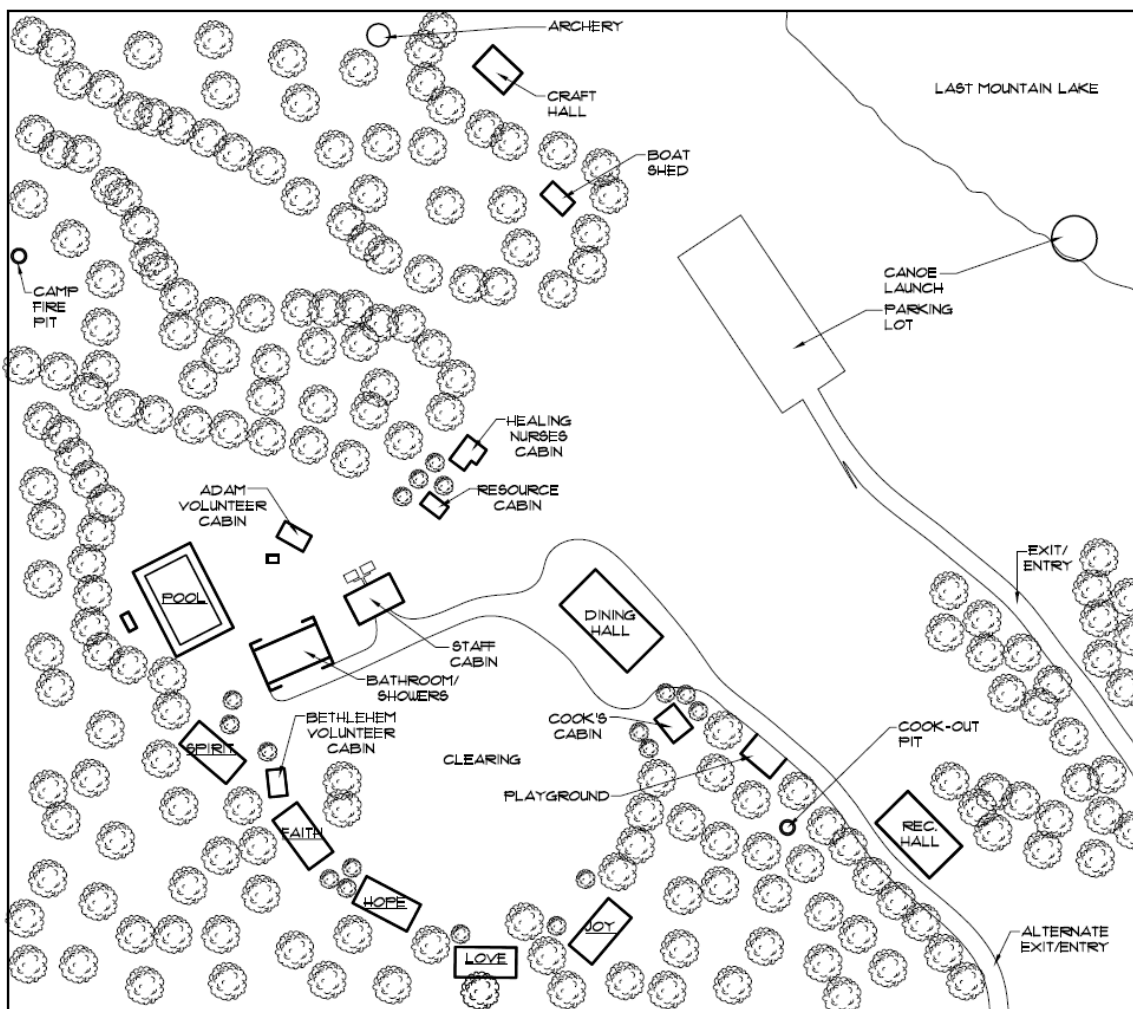 ARCHERY
CRAFT
HALL
LAST MOUNTAIN LAKE
BOAT
SHED
CAMP
FIRE
PIT
CANOE
LAUNCH
PARKING
LOT
HEALING
NURSES
CABIN
RESOURCE
CABIN
ADAM
VOLUNTEER
CABIN
EXIT/
ENTRY
POOL
DINING
HALL
STAFF
CABIN
BATHROOM/
SHOWERS
BETHLEHEM
VOLUNTEER
CABIN
SPIRIT
COOK'S
CABIN
COOK-OUT
PIT
CLEARING
PLAYGROUND
FAITH
REC.
HALL
HOPE
JOY
LOVE
ALTERNATE
EXIT/ENTRY